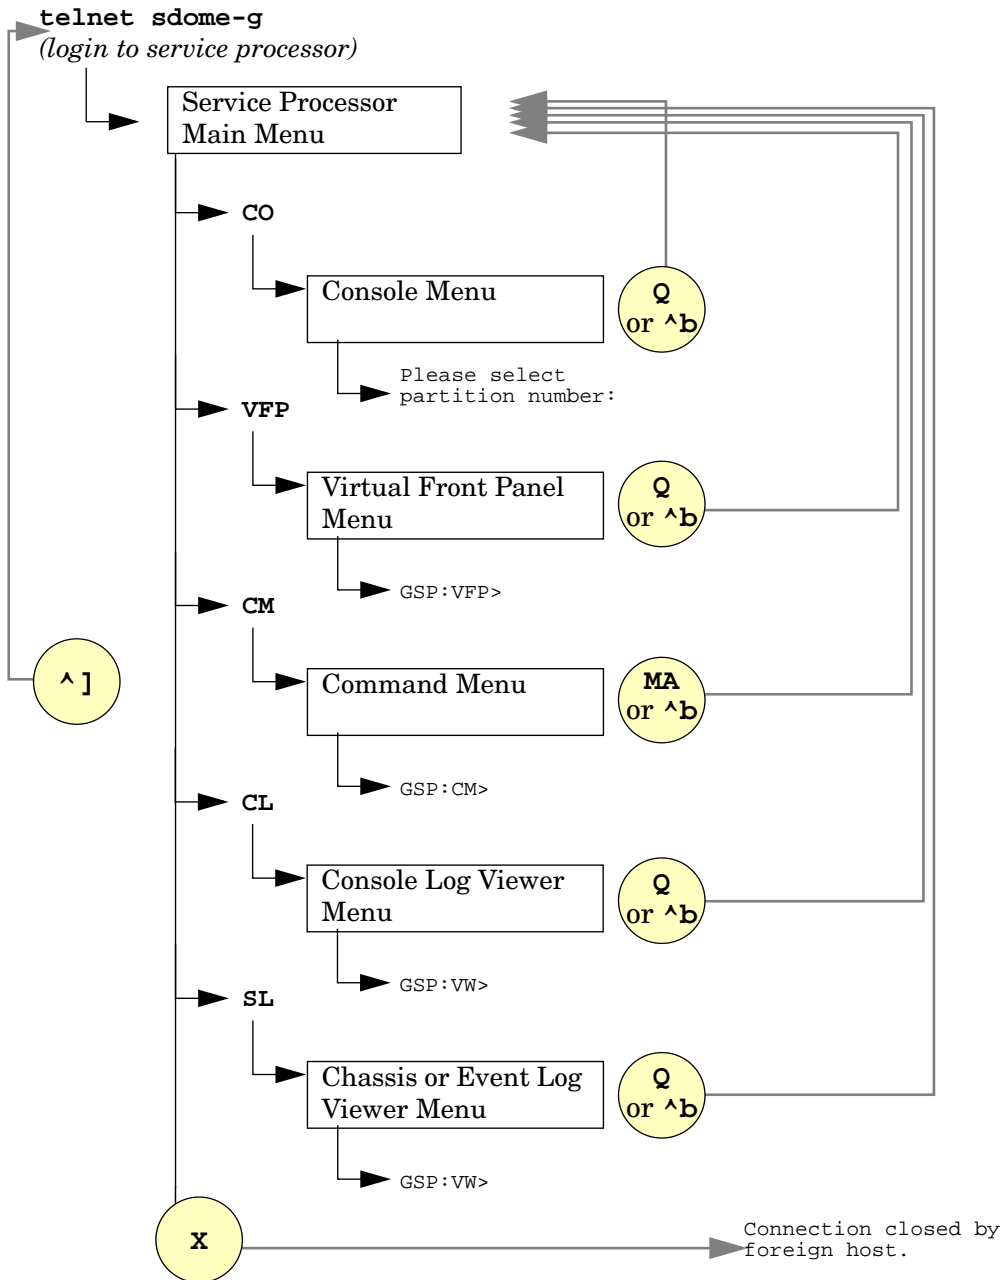 telnet sdome-g
(login to service processor)
Service Processor
Main Menu
CO
Console Menu
Q
or ^b
Please select
partition number:
VFP
Virtual Front Panel
Menu
Q
or ^b
GSP:VFP>
CM
Command Menu
MA
or ^b
^]
GSP:CM>
CL
Console Log Viewer
Menu
Q
or ^b
GSP:VW>
SL
Chassis or Event Log
Viewer Menu
Q
or ^b
GSP:VW>
X
Connection closed by
foreign host.